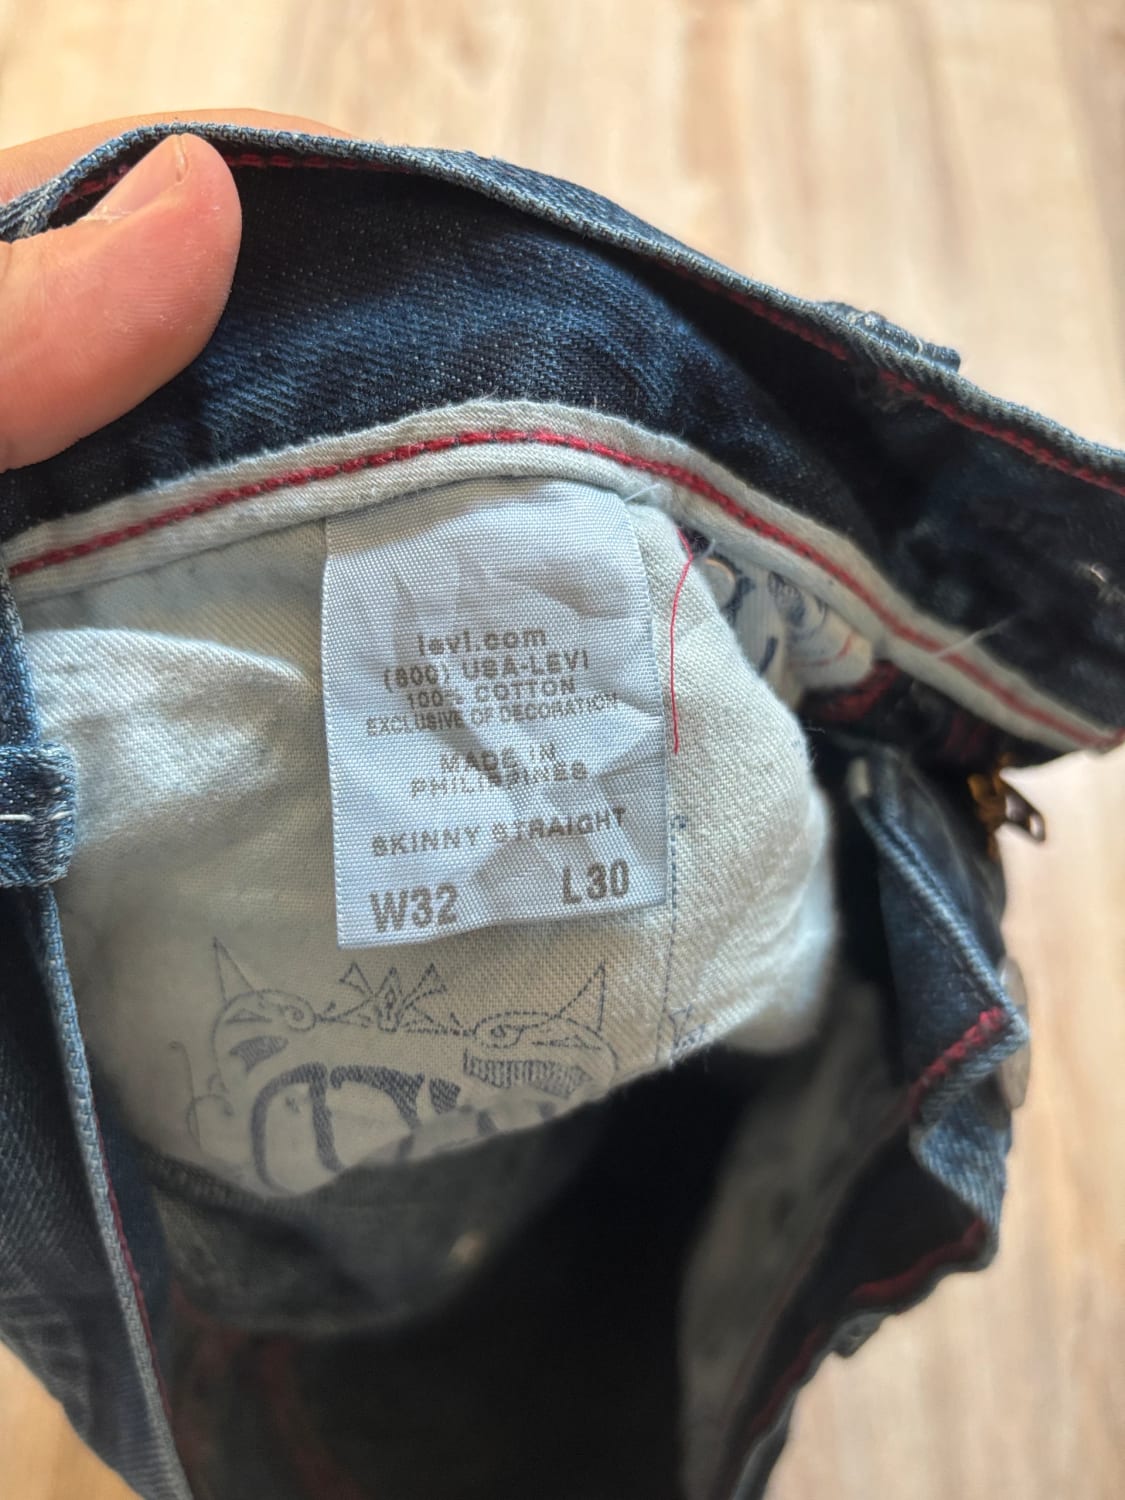 levi.com
(800) USA-LEVI
100% COTTON
EXCLUSIVE OF DECORATION
MADE IN
PHILIPPINES
SKINNY STRAIGHT
W32 L30